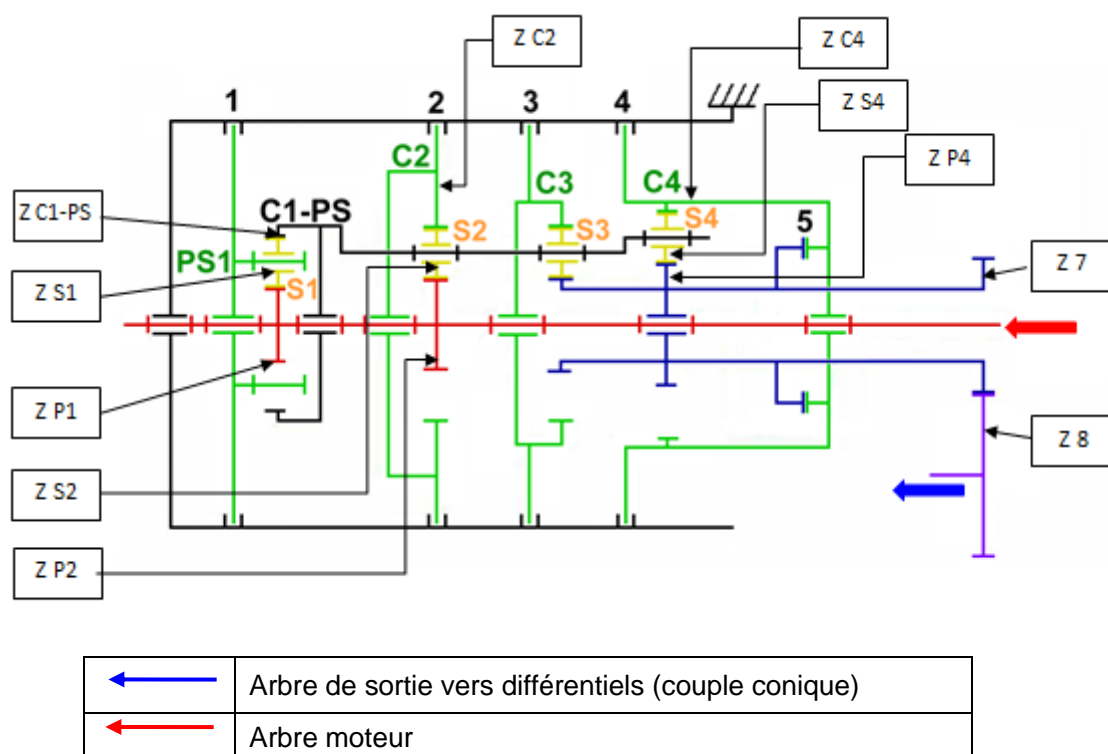 Z C2
Z C4
1
2
3
4
Z S4
C2
Z P4
C3
C4
Z C1-PS
C1-PS
S2
S3
S4
5
PS1
Z 7
Z S1
S1
Z P1
Z 8
Z S2
Z P2
Arbre de sortie vers différentiels (couple conique)
Arbre moteur